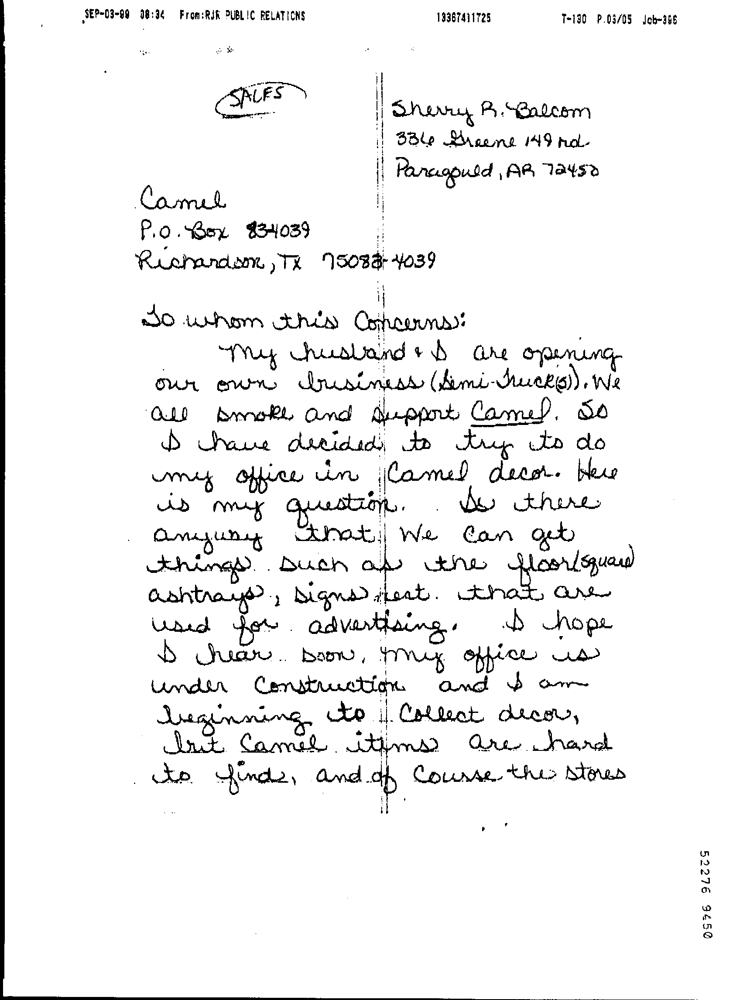 SEP-03-99 08:34 From:RJR PUBLIC RELATIONS 13367411725 T-130 P.03/05 Job-366
SALES
Sherry R. Balcom
336 Greene 149 rd.
Paragould, AR 72450
Camel
P.O. Box 834039
Richardson, TX 75083-4039
To whom this Concerns:
My husband & I are opening
our own business (Semi-Truck(s)). We
all smoke and support Camel. So
I have decided to try to do
my office in Camel decor. Here
is my question. Is there
anyway that We Can get
things such as the floor(square)
ashtrays, signs, ect. that are
used for advertising. I hope
I hear soon, my office is
under Construction and I am
beginning to Collect decor,
but Camel items are hard
to find, and of Course the stores
52276 9450